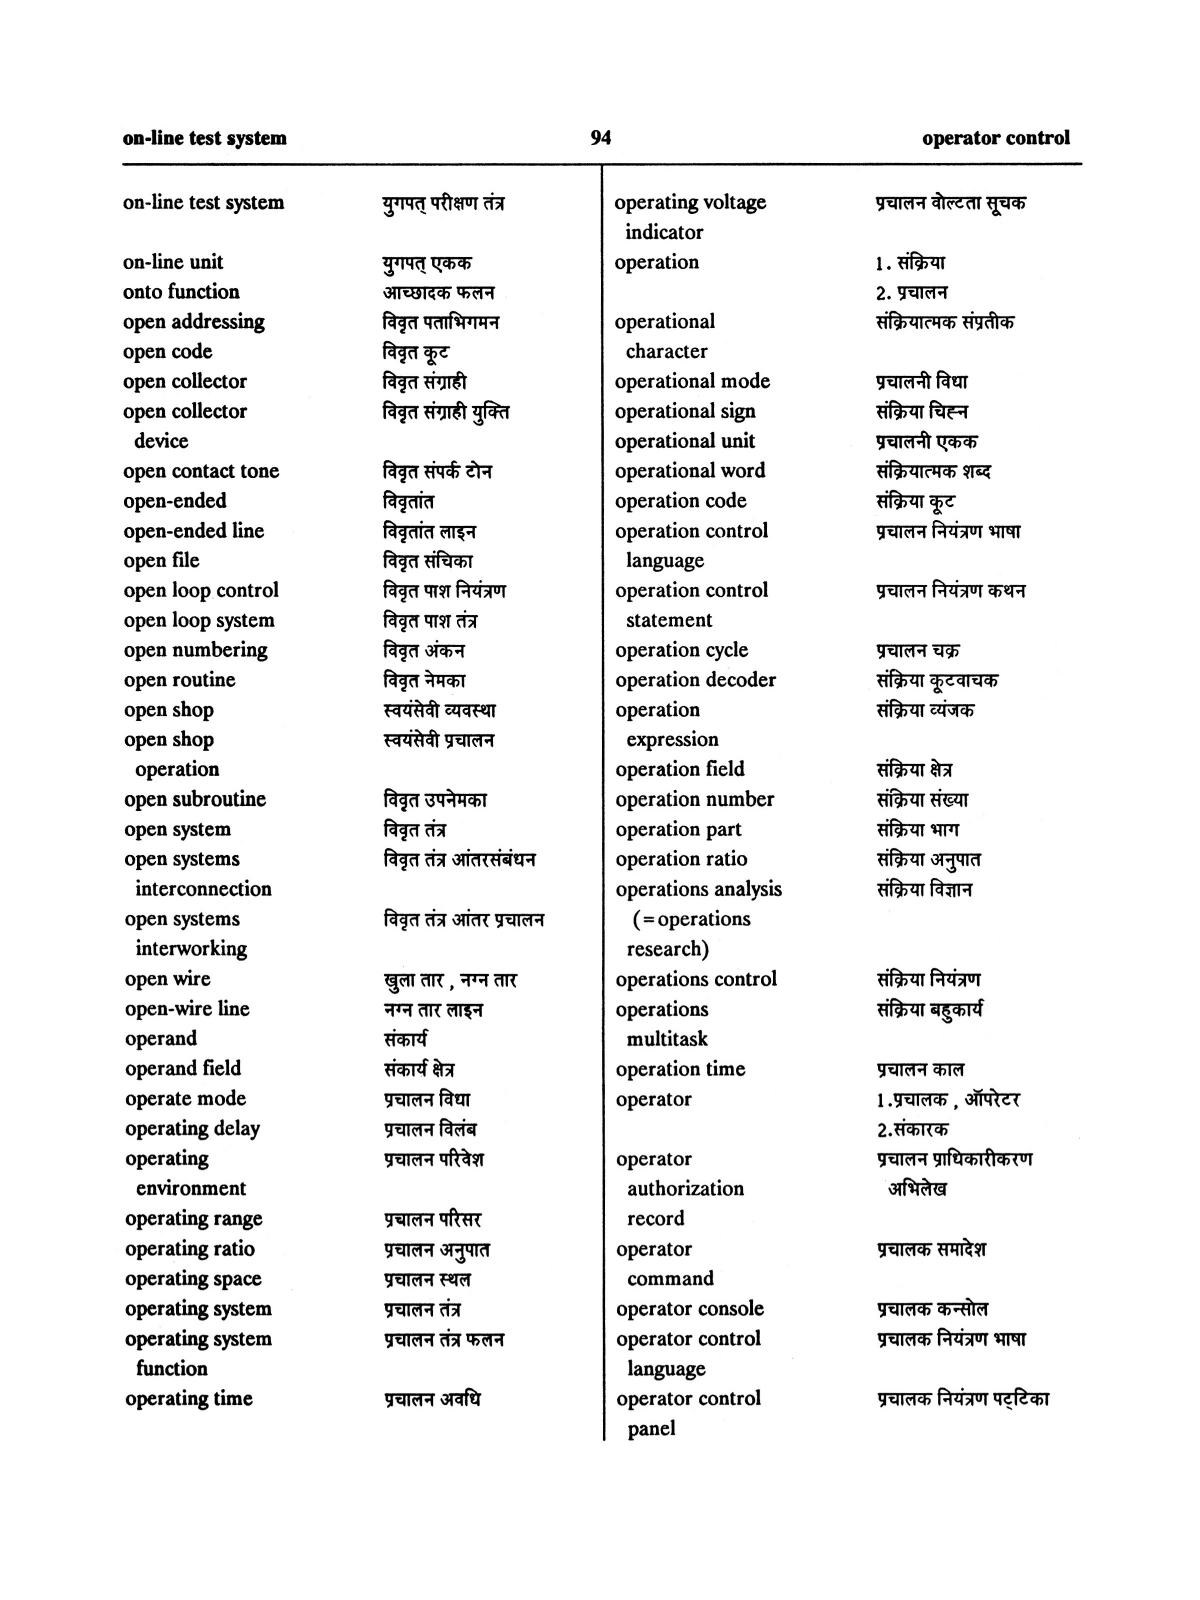 on-line test system 94 operator control
on-line test system युगपत् परीक्षण तंत्र
on-line unit युगपत् एकक
onto function आच्छादक फलन
open addressing विवृत पताभिगमन
open code विवृत कूट
open collector विवृत संग्राही
open collector विवृत संग्राही युक्ति
device
open contact tone विवृत संपर्क टोन
open-ended विवृतांत
open-ended line विवृतांत लाइन
open file विवृत संचिका
open loop control विवृत पाश नियंत्रण
open loop system विवृत पाश तंत्र
open numbering विवृत अंकन
open routine विवृत नेमका
open shop स्वयंसेवी व्यवस्था
open shop स्वयंसेवी प्रचालन
operation
open subroutine विवृत उपनेमका
open system विवृत तंत्र
open systems विवृत तंत्र आंतरसंबंधन
interconnection
open systems विवृत तंत्र आंतर प्रचालन
interworking
open wire खुला तार , नग्न तार
open-wire line नग्न तार लाइन
operand संकार्य
operand field संकार्य क्षेत्र
operate mode प्रचालन विधा
operating delay प्रचालन विलंब
operating प्रचालन परिवेश
environment
operating range प्रचालन परिसर
operating ratio प्रचालन अनुपात
operating space प्रचालन स्थल
operating system प्रचालन तंत्र
operating system प्रचालन तंत्र फलन
function
operating time प्रचालन अवधि
operating voltage प्रचालन वोल्टता सूचक
indicator
operation 1. संक्रिया
2. प्रचालन
operational संक्रियात्मक संप्रतीक
character
operational mode प्रचालनी विधा
operational sign संक्रिया चिह्न
operational unit प्रचालनी एकक
operational word संक्रियात्मक शब्द
operation code संक्रिया कूट
operation control प्रचालन नियंत्रण भाषा
language
operation control प्रचालन नियंत्रण कथन
statement
operation cycle प्रचालन चक्र
operation decoder संक्रिया कूटवाचक
operation संक्रिया व्यंजक
expression
operation field संक्रिया क्षेत्र
operation number संक्रिया संख्या
operation part संक्रिया भाग
operation ratio संक्रिया अनुपात
operations analysis संक्रिया विज्ञान
(=operations
research)
operations control संक्रिया नियंत्रण
operations संक्रिया बहुकार्य
multitask
operation time प्रचालन काल
operator 1.प्रचालक , ऑपरेटर
2.संकारक
operator प्रचालन प्राधिकारीकरण
authorization अभिलेख
record
operator प्रचालक समादेश
command
operator console प्रचालक कन्सोल
operator control प्रचालक नियंत्रण भाषा
language
operator control प्रचालक नियंत्रण पट्टिका
panel